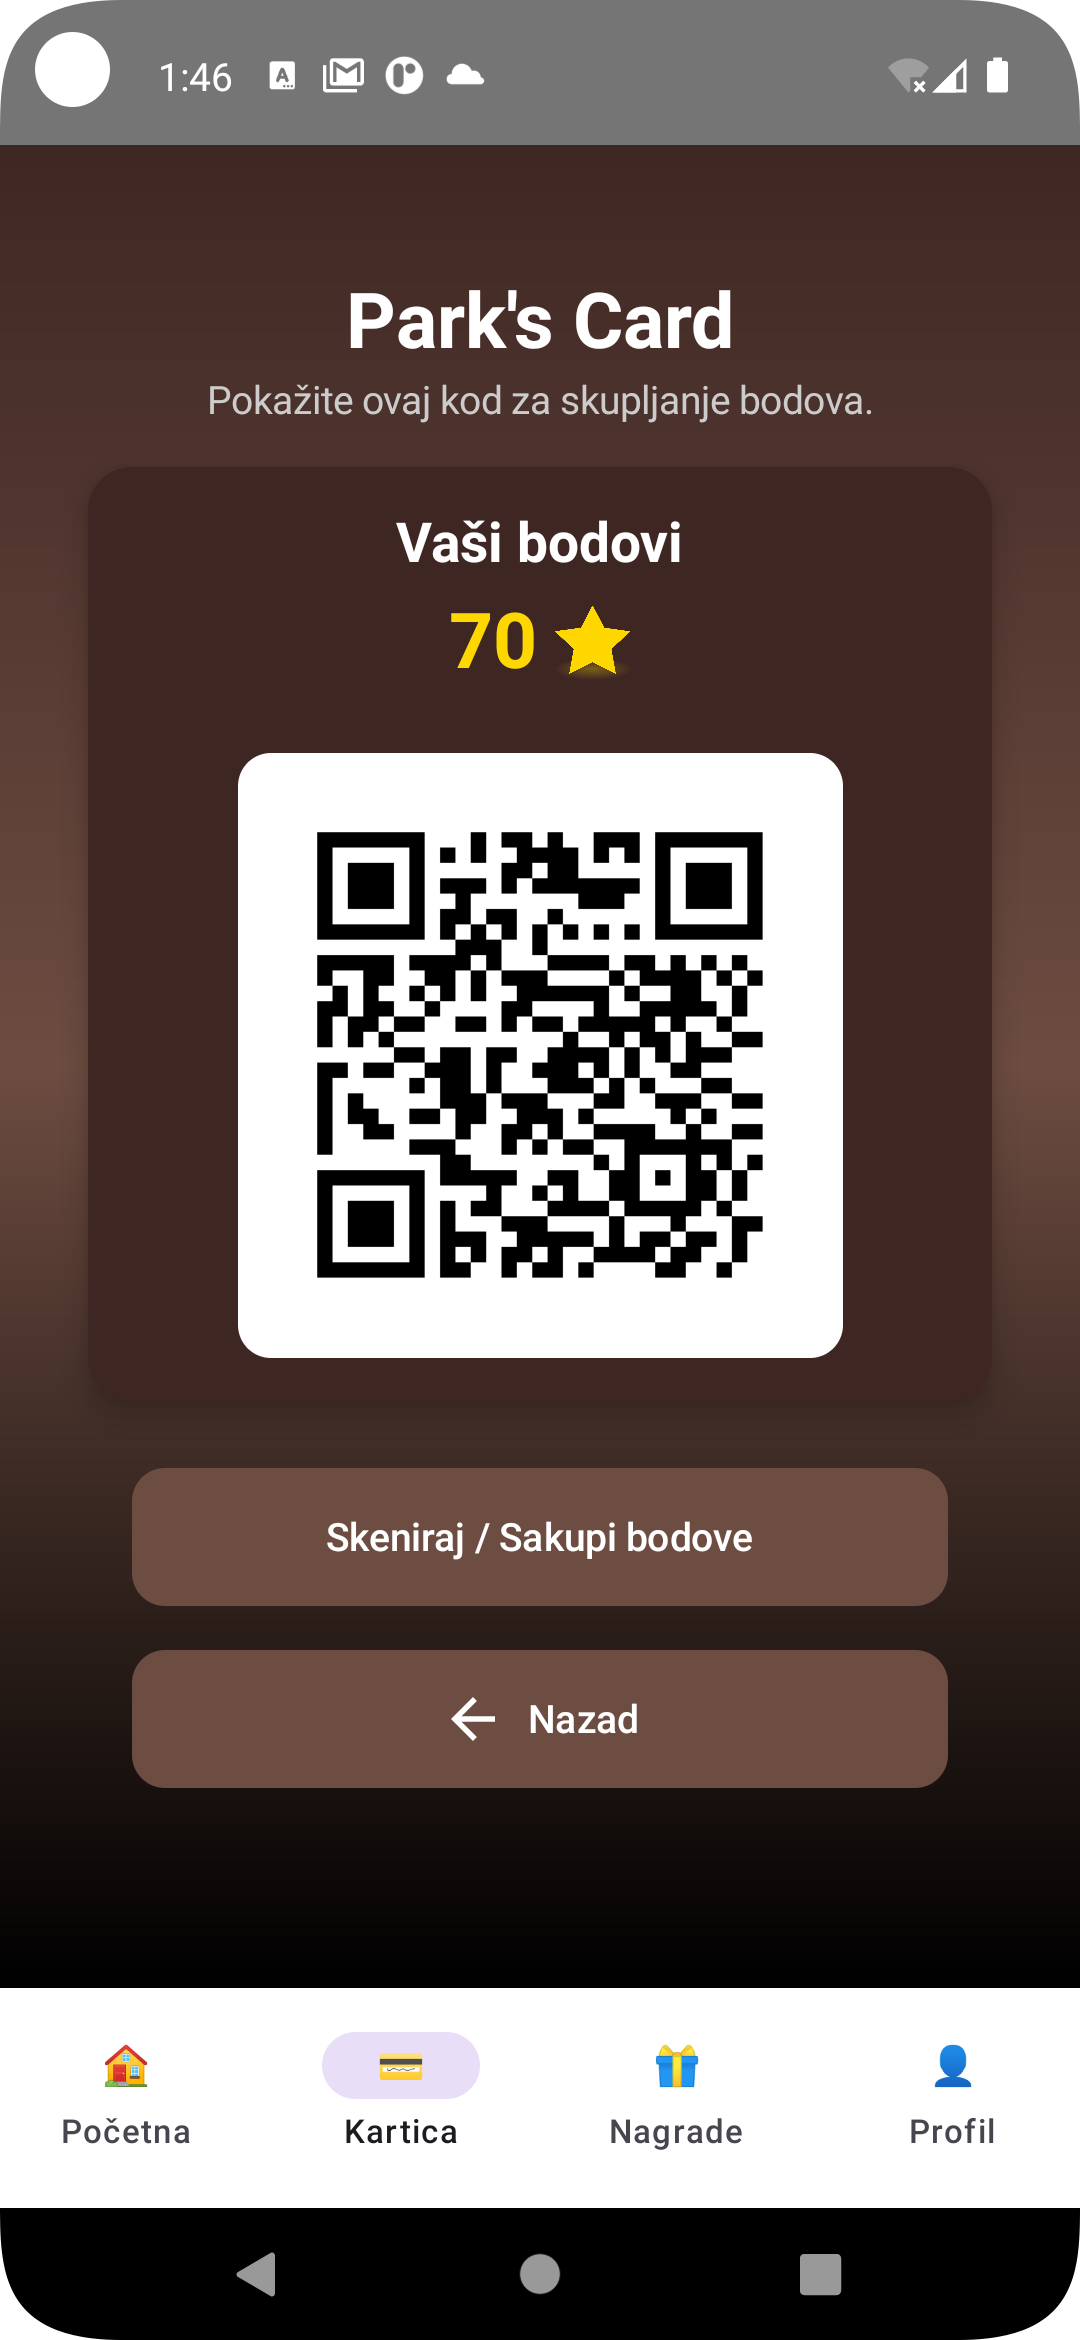 1:46
Park's Card
Pokažite ovaj kod za skupljanje bodova.
Vaši bodovi
70
Skeniraj / Sakupi bodove
Nazad
Početna
Kartica
Nagrade
Profil